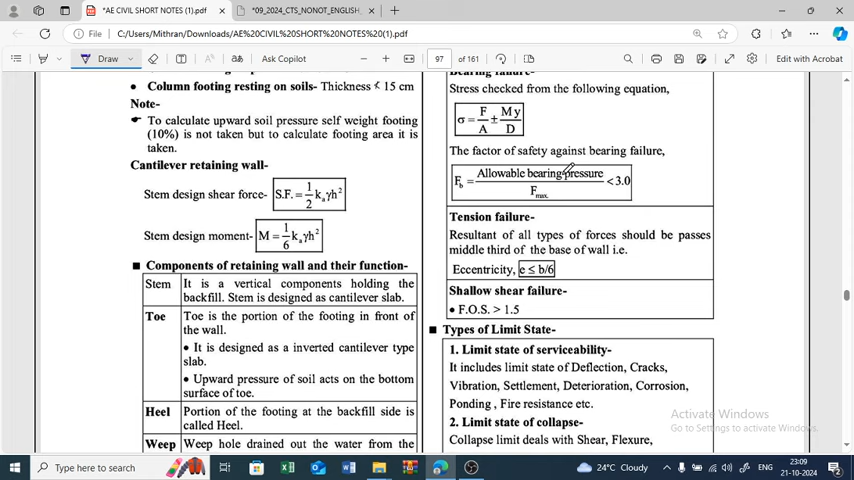 *AE CIVIL SHORT NOTES (1).pdf
*09_2024_CTS_NONOT_ENGLISH_
C:/Users/Mithran/Downloads/AE%20CIVIL%20SHORT%20NOTES%20(1).pdf
Draw
Ask Copilot
97 of 161
Edit with Acrobat
• Column footing resting on soils- Thickness ≮ 15 cm
Note-
☛ To calculate upward soil pressure self weight footing
(10%) is not taken but to calculate footing area it is
taken.
Cantilever retaining wall-
Stem design shear force- S.F. = 1/2 kₐγh²
Stem design moment- M = 1/6 kₐγh²
■ Components of retaining wall and their function-
Stem It is a vertical components holding the
backfill. Stem is designed as cantilever slab.
Toe Toe is the portion of the footing in front of
the wall.
• It is designed as a inverted cantilever type
slab.
• Upward pressure of soil acts on the bottom
surface of toe.
Heel Portion of the footing at the backfill side is
called Heel.
Weep Weep hole drained out the water from the
Bearing failure-
Stress checked from the following equation,
σ = F/A ± My/D
The factor of safety against bearing failure,
F_b = Allowable bearing pressure / F_max. < 3.0
Tension failure-
Resultant of all types of forces should be passes
middle third of the base of wall i.e.
Eccentricity, e ≤ b/6
Shallow shear failure-
• F.O.S. > 1.5
■ Types of Limit State-
1. Limit state of serviceability-
It includes limit state of Deflection, Cracks,
Vibration, Settlement, Deterioration, Corrosion,
Ponding , Fire resistance etc.
2. Limit state of collapse-
Collapse limit deals with Shear, Flexure,
Activate Windows
Go to Settings to activate Windows.
Type here to search
24°C Cloudy
ENG
23:09
21-10-2024